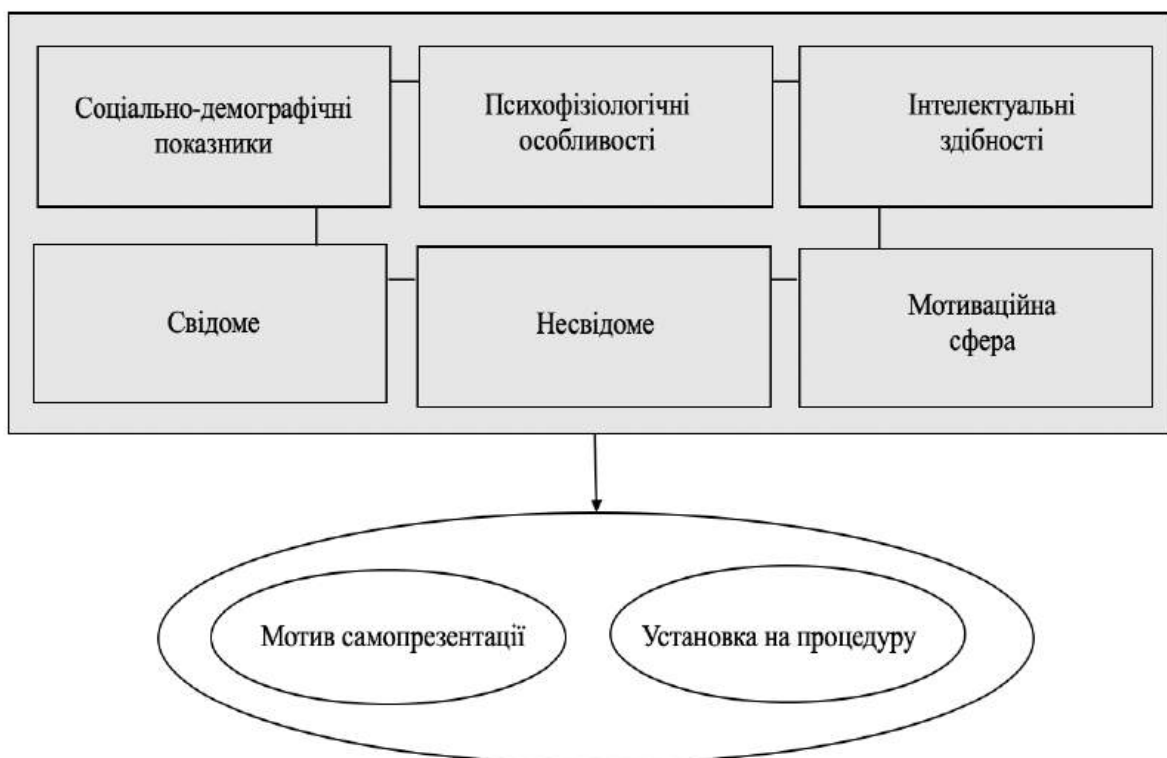 Соціально-демографічні
показники
Психофізіологічні
особливості
Інтелектуальні
здібності
Свідоме
Несвідоме
Мотиваційна
сфера
Мотив самопрезентації
Установка на процедуру